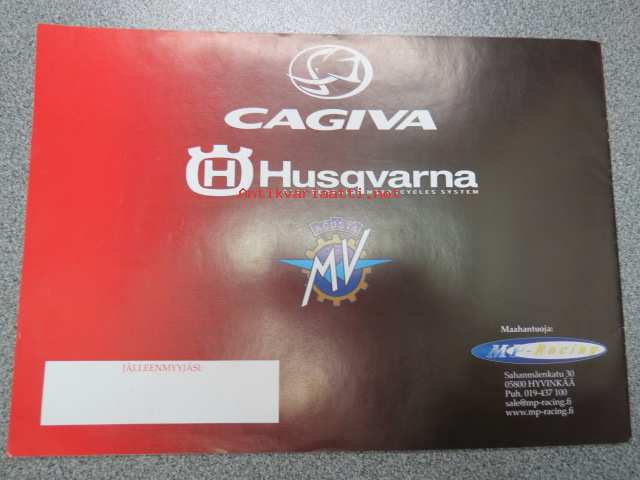 CAGIVA
H Husqvarna
CYCLES SYSTEM
Antikvariaatti.net
AGUSTA
MV
Maahantuoja:
MP-Racing
JÄLLEENMYYJÄSI:
Sahanmäenkatu 30
05800 HYVINKÄÄ
Puh. 019-437 100
sale@mp-racing.fi
www.mp-racing.fi